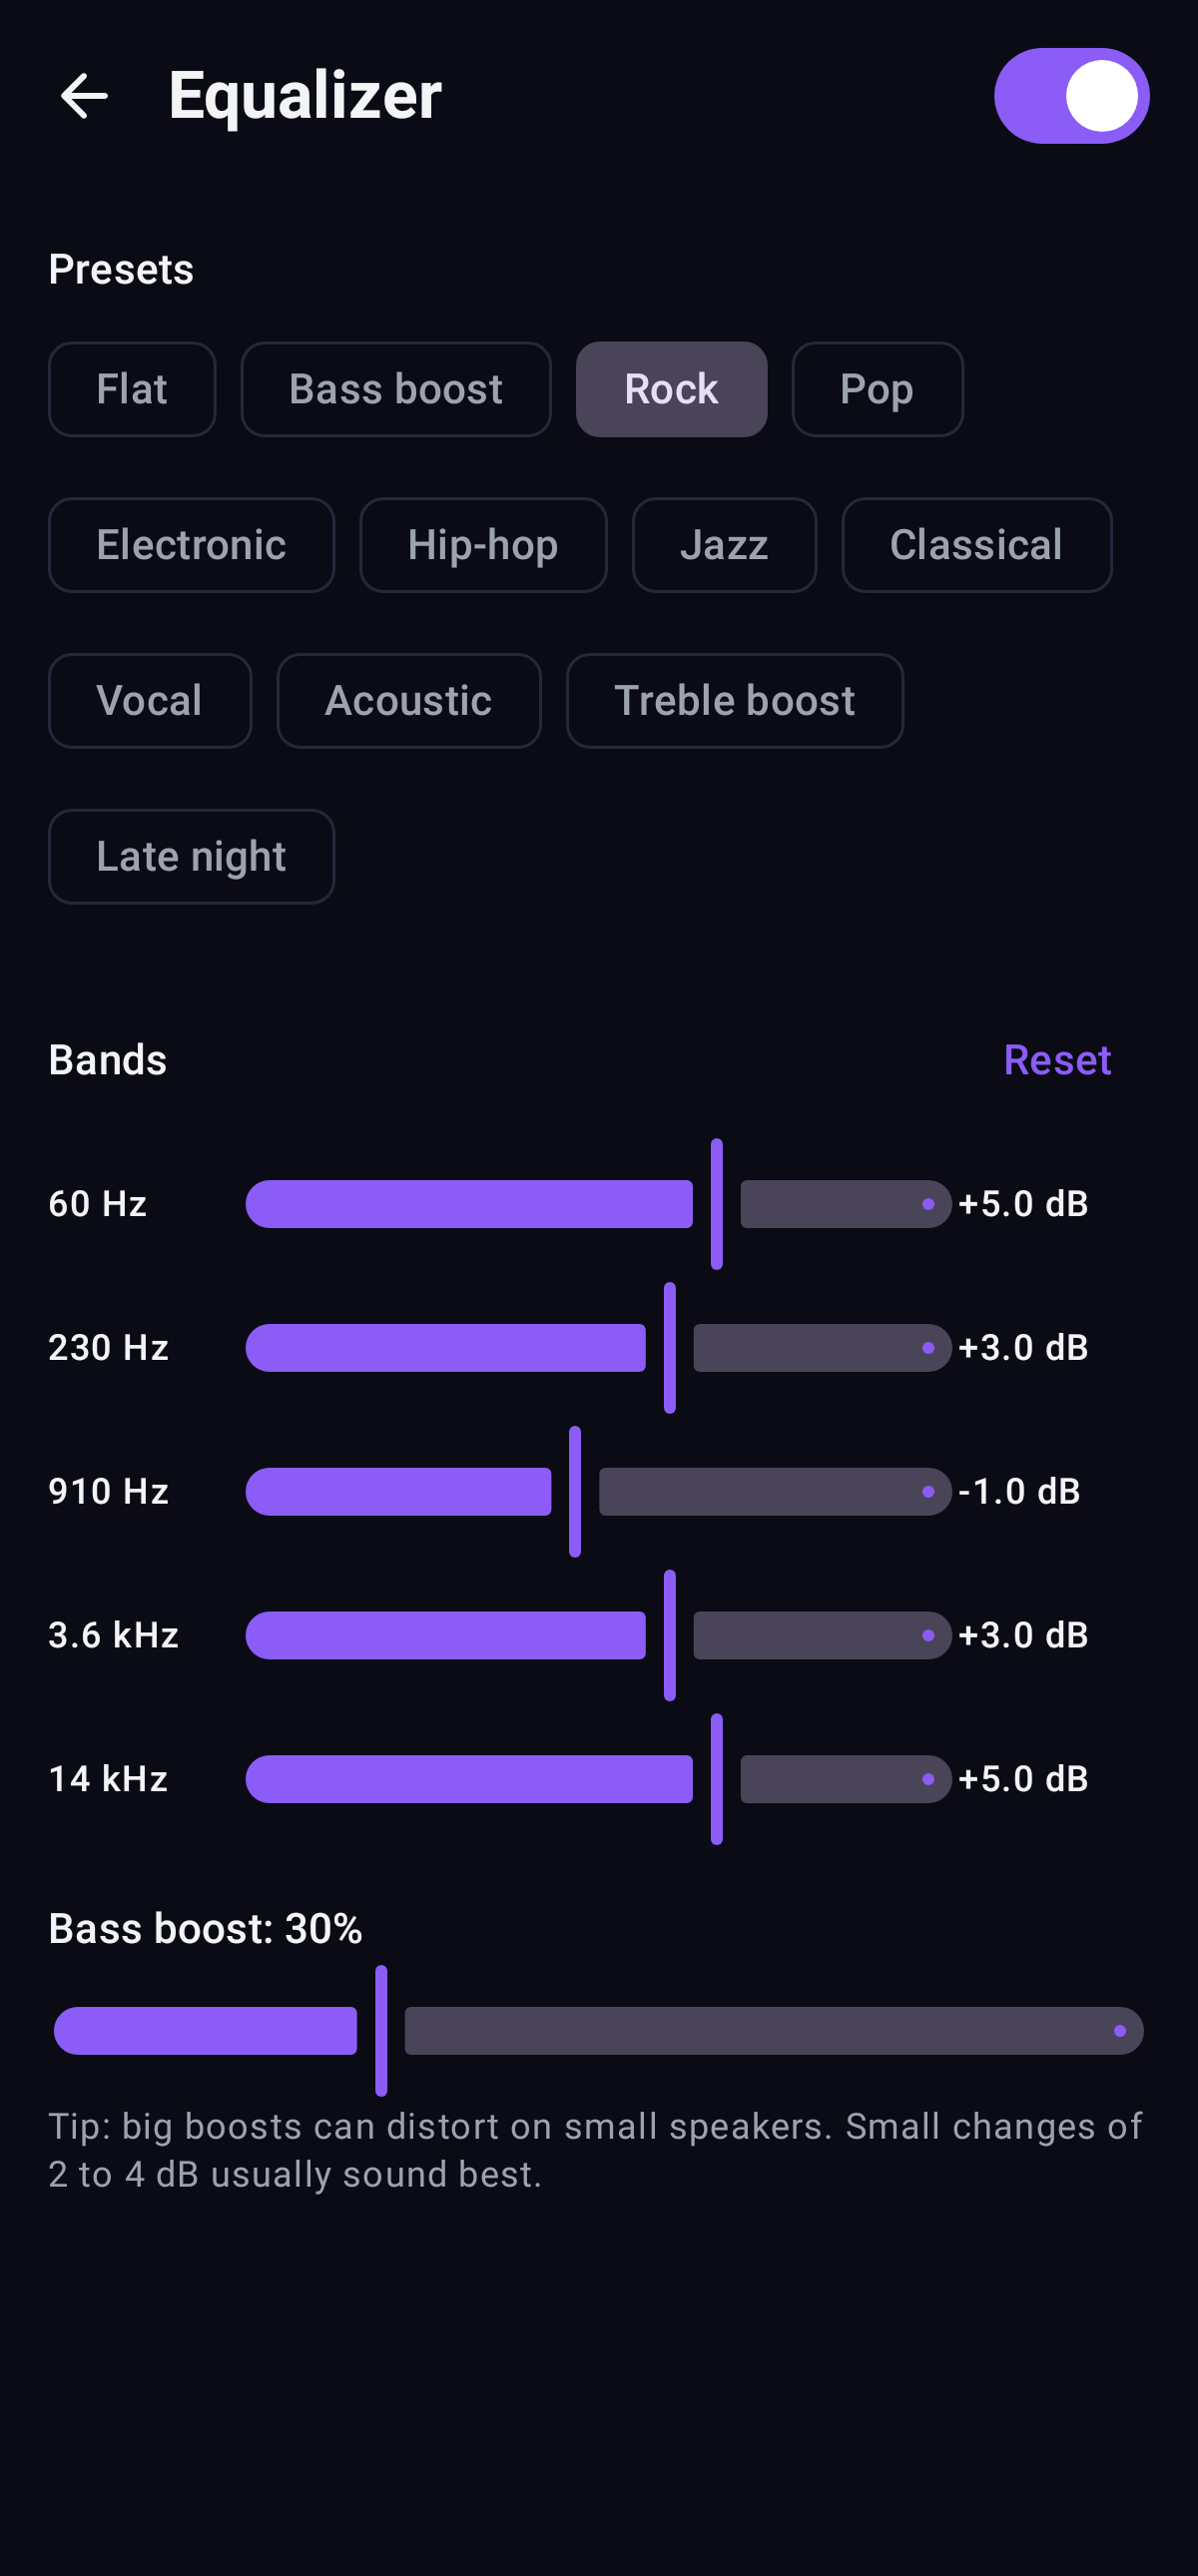 Equalizer
Presets
Flat Bass boost Rock Pop
Electronic Hip-hop Jazz Classical
Vocal Acoustic Treble boost
Late night
Bands Reset
60 Hz +5.0 dB
230 Hz +3.0 dB
910 Hz -1.0 dB
3.6 kHz +3.0 dB
14 kHz +5.0 dB
Bass boost: 30%
Tip: big boosts can distort on small speakers. Small changes of
2 to 4 dB usually sound best.